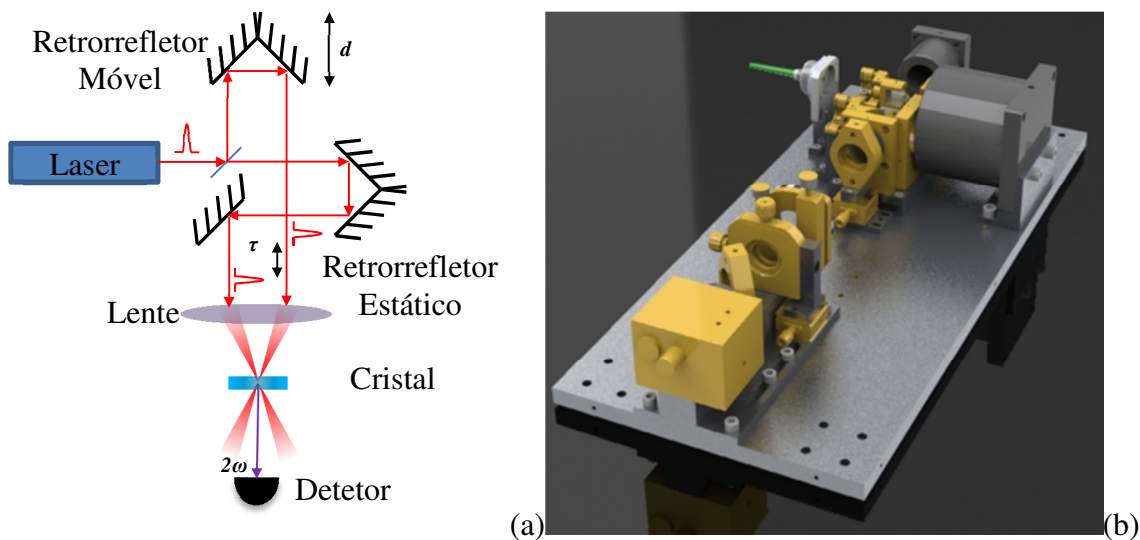 Retrorrefletor
Móvel
d
Laser
τ
Retrorrefletor
Estático
Lente
Cristal
2ω
Detetor
(a)
(b)